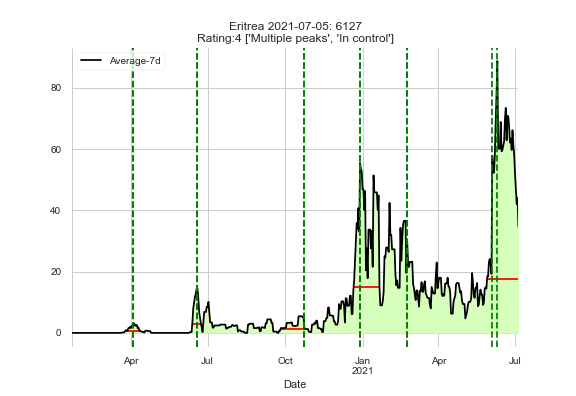 Eritrea 2021-07-05: 6127
Rating:4 ['Multiple peaks', 'In control']
Average-7d
80
60
40
20
0
Apr
Jul
Oct
Jan
2021
Apr
Jul
Date